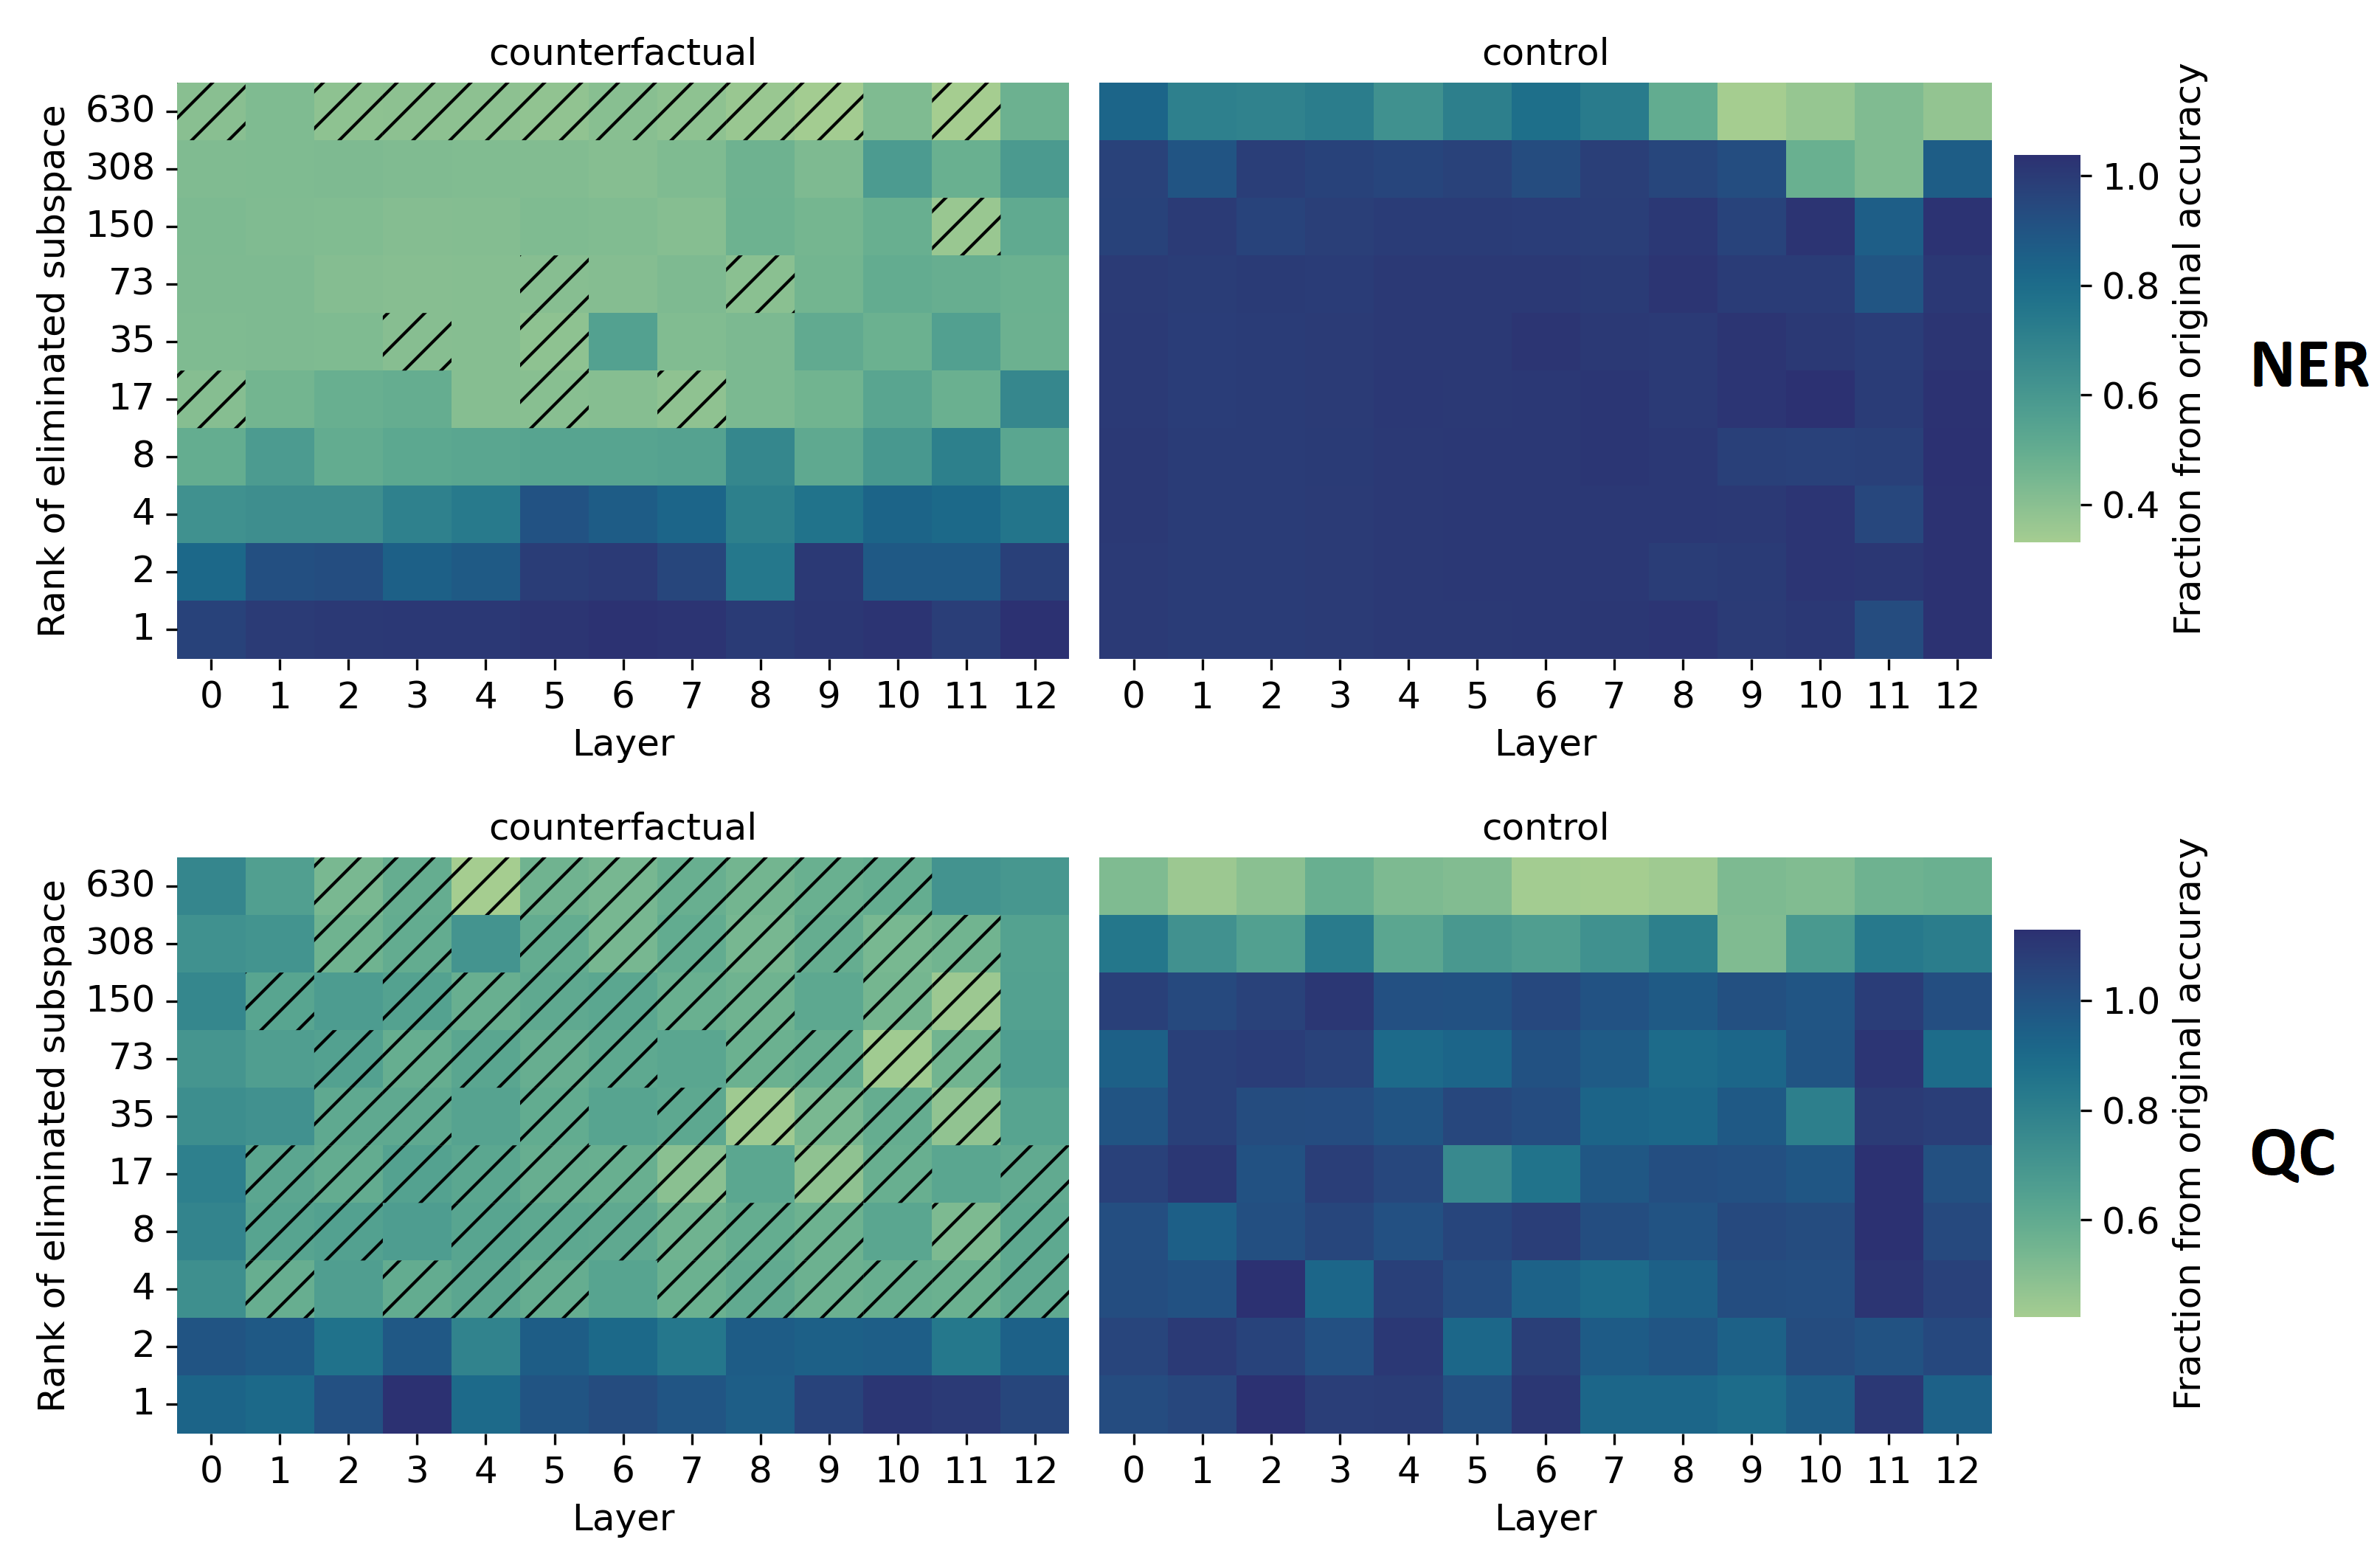 counterfactual
control
Rank of eliminated subspace
630
308
150
73
35
17
8
4
2
1
0 1 2 3 4 5 6 7 8 9 10 11 12
Layer
0 1 2 3 4 5 6 7 8 9 10 11 12
Layer
1.0
0.8
0.6
0.4
Fraction from original accuracy
NER
counterfactual
control
Rank of eliminated subspace
630
308
150
73
35
17
8
4
2
1
0 1 2 3 4 5 6 7 8 9 10 11 12
Layer
0 1 2 3 4 5 6 7 8 9 10 11 12
Layer
1.0
0.8
0.6
Fraction from original accuracy
QC